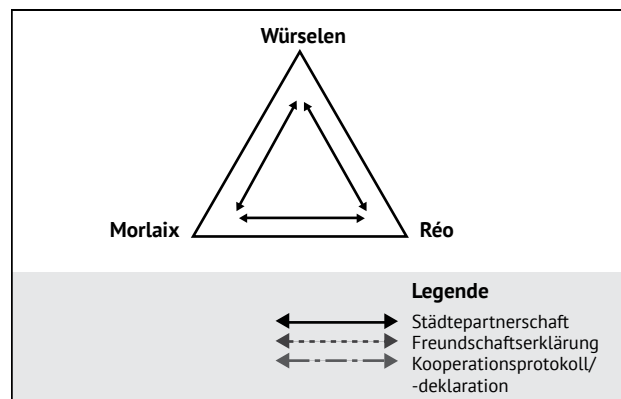 Würselen
Morlaix
Réo
Legende
Städtepartnerschaft
Freundschaftserklärung
Kooperationsprotokoll/
-deklaration